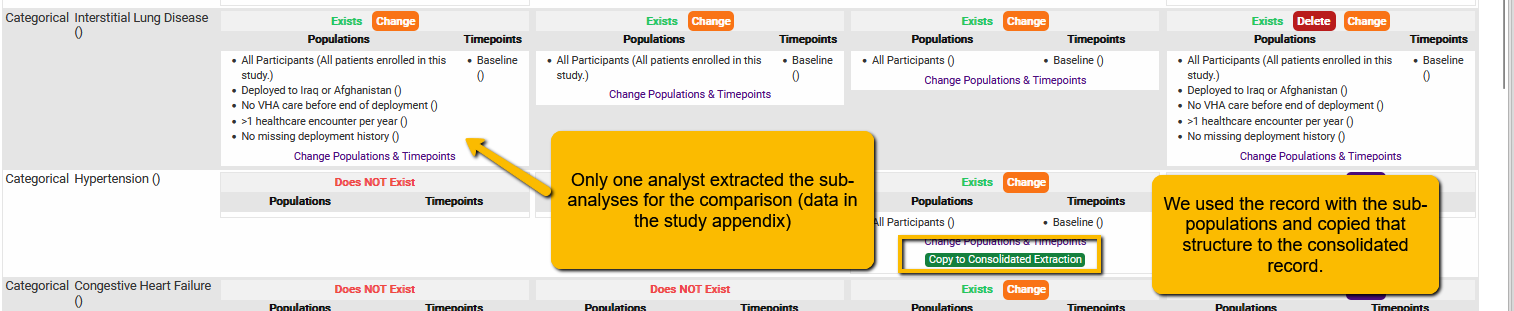 Categorical Interstitial Lung Disease ()
Exists Change
Populations Timepoints
All Participants (All patients enrolled in this study.)
Deployed to Iraq or Afghanistan ()
No VHA care before end of deployment ()
>1 healthcare encounter per year ()
No missing deployment history ()
Baseline ()
Change Populations & Timepoints
Exists Change
Populations Timepoints
All Participants (All patients enrolled in this study.)
Baseline ()
Change Populations & Timepoints
Exists Change
Populations Timepoints
All Participants ()
Baseline ()
Change Populations & Timepoints
Exists Delete Change
Populations Timepoints
All Participants (All patients enrolled in this study.)
Deployed to Iraq or Afghanistan ()
No VHA care before end of deployment ()
>1 healthcare encounter per year ()
No missing deployment history ()
Baseline ()
Change Populations & Timepoints
Only one analyst extracted the sub-
analyses for the comparison (data in
the study appendix)
We used the record with the sub-
populations and copied that
structure to the consolidated
record.
Categorical Hypertension ()
Does NOT Exist
Populations Timepoints
Exists Change
Populations Timepoints
All Participants ()
Baseline ()
Change Populations & Timepoints
Copy to Consolidated Extraction
Categorical Congestive Heart Failure ()
Does NOT Exist
Populations Timepoints
Does NOT Exist
Populations Timepoints
Exists Change
Populations Timepoints
Populations Timepoints